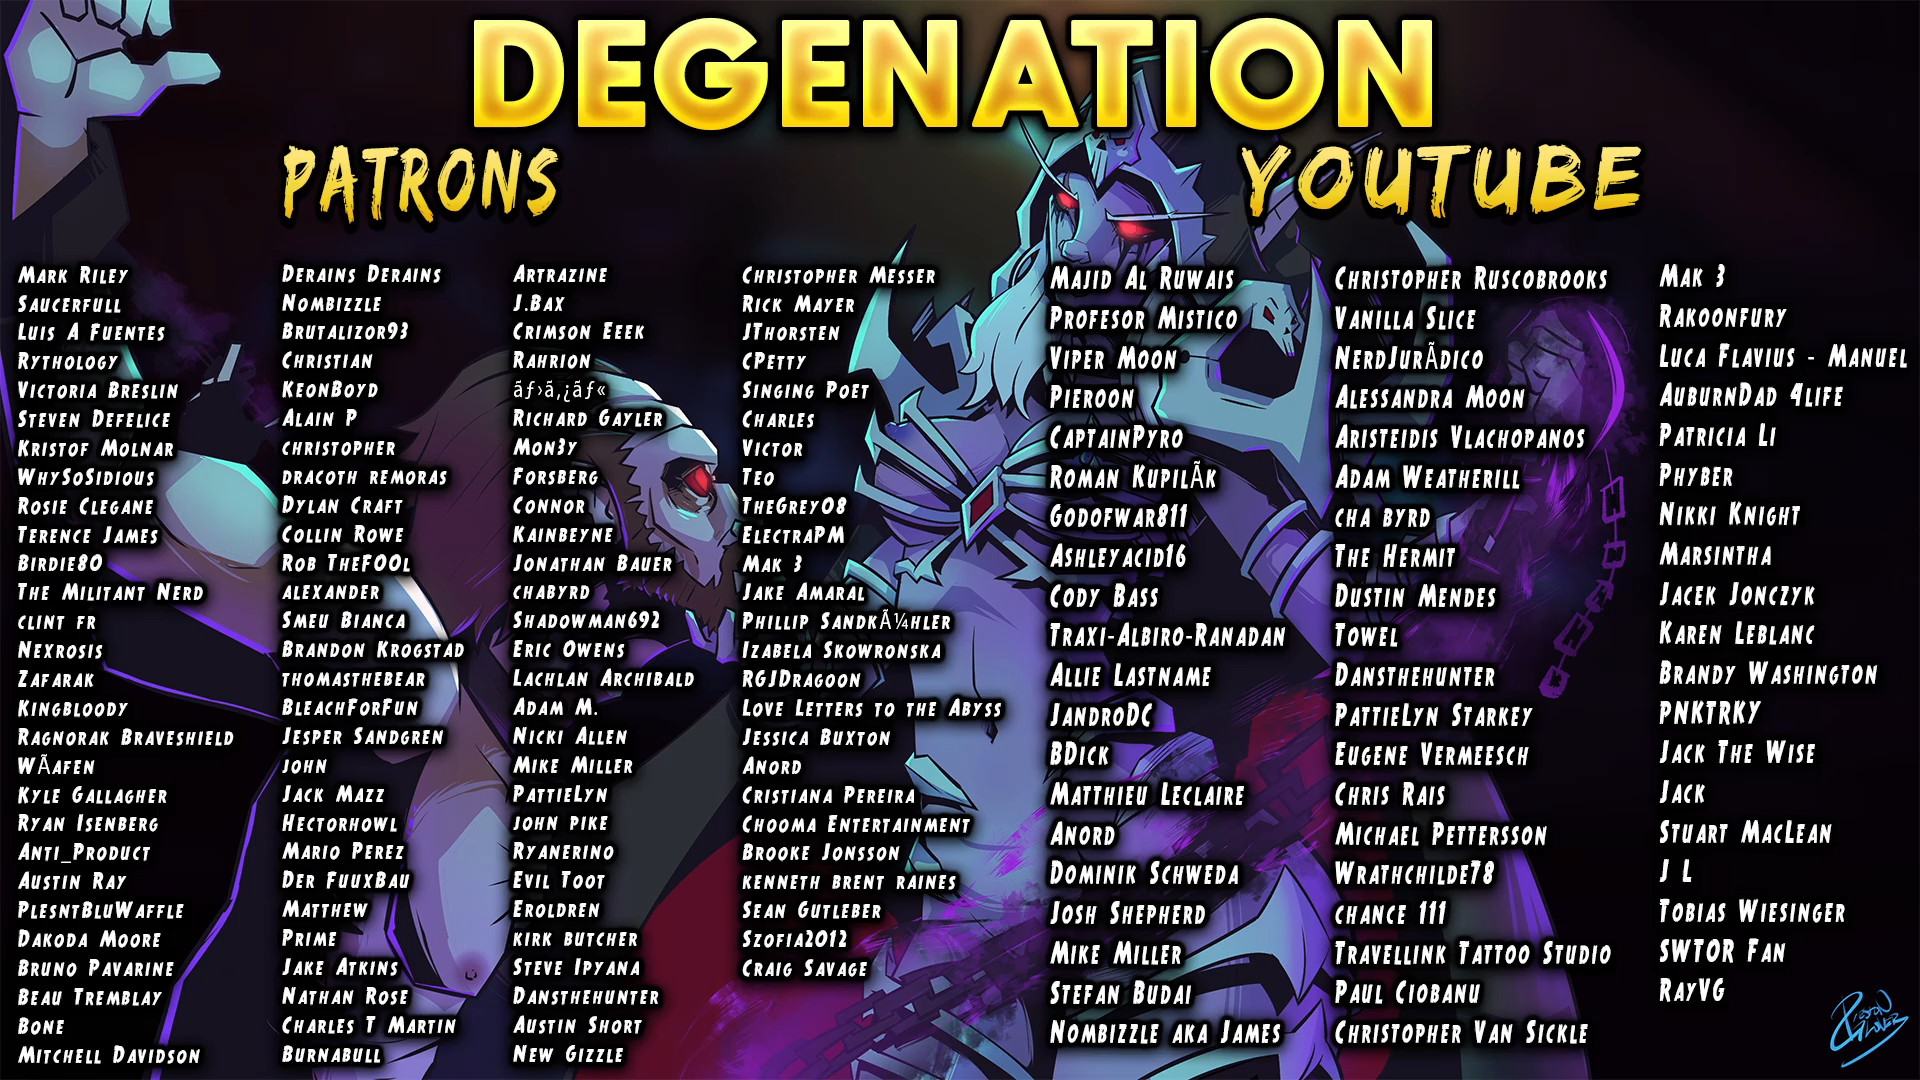 DEGENATION
PATRONS
Mark Riley
Saucerfull
Luis A Fuentes
Rythology
Victoria Breslin
Steven Defelice
Kristof Molnar
WhySoSidious
Rosie Clegane
Terence James
Birdie80
The Militant Nerd
clint fr
Nexrosis
Zafarak
Kingbloody
Ragnorak Braveshield
WÃafen
Kyle Gallagher
Ryan Isenberg
Anti_Product
Austin Ray
PlesntBluWaffle
Dakoda Moore
Bruno Pavarine
Beau Tremblay
Bone
Mitchell Davidson
Derains Derains
Nombizzle
Brutalizor93
Christian
KeonBoyd
Alain P
christopher
dracoth remoras
Dylan Craft
Collin Rowe
Rob TheF00l
alexander
Smeu Bianca
Brandon Krogstad
thomasthebear
BleachForFun
Jesper Sandgren
john
Jack Mazz
Hectorhowl
Mario Perez
Der FuuxBau
Matthew
Prime
Jake Atkins
Nathan Rose
Charles T Martin
Burnabull
Artrazine
J.Bax
Crimson Eeek
Rahrion
ãƒ›ã‚¿ãƒ«
Richard Gayler
Mon3y
Forsberg
Connor
Kainbeyne
Jonathan Bauer
chabyrd
Shadowman692
Eric Owens
Lachlan Archibald
Adam M.
Nicki Allen
Mike Miller
PattieLyn
john pike
Ryanerino
Evil Toot
Eroldren
kirk butcher
Steve Ipyana
Dansthehunter
Austin Short
New Gizzle
Christopher Messer
Rick Mayer
JThorsten
CPetty
Singing Poet
Charles
Victor
Teo
TheGrey08
ElectraPM
Mak 3
Jake Amaral
Phillip SandkÃ¼hler
Izabela Skowronska
RGJDragoon
Love Letters to the Abyss
Jessica Buxton
Anord
Cristiana Pereira
Chooma Entertainment
Brooke Jonsson
kenneth brent raines
Sean Gutleber
Szofia2012
Craig Savage
YOUTUBE
Majid Al Ruwais
Profesor Mistico
Viper Moon
Pieroon
CaptainPyro
Roman KupilÃk
Godofwar811
Ashleyacid16
Cody Bass
Traxi-Albiro-Ranadan
Allie Lastname
JandroDC
BDick
Matthieu Leclaire
Anord
Dominik Schweda
Josh Shepherd
Mike Miller
Stefan Budai
Nombizzle aka James
Christopher Ruscobrooks
Vanilla Slice
NerdJurÃdico
Alessandra Moon
Aristeidis Vlachopanos
Adam Weatherill
cha byrd
The Hermit
Dustin Mendes
Towel
Dansthehunter
PattieLyn Starkey
Eugene Vermeesch
Chris Rais
Michael Pettersson
Wrathchilde78
chance 111
Travellink Tattoo Studio
Paul Ciobanu
Christopher Van Sickle
Mak 3
Rakoonfury
Luca Flavius - Manuel
AuburnDad 4life
Patricia Li
Phyber
Nikki Knight
Marsintha
Jacek Jonczyk
Karen Leblanc
Brandy Washington
PNKTRKY
Jack The Wise
Jack
Stuart MacLean
J L
Tobias Wiesinger
SWTOR Fan
RayVG